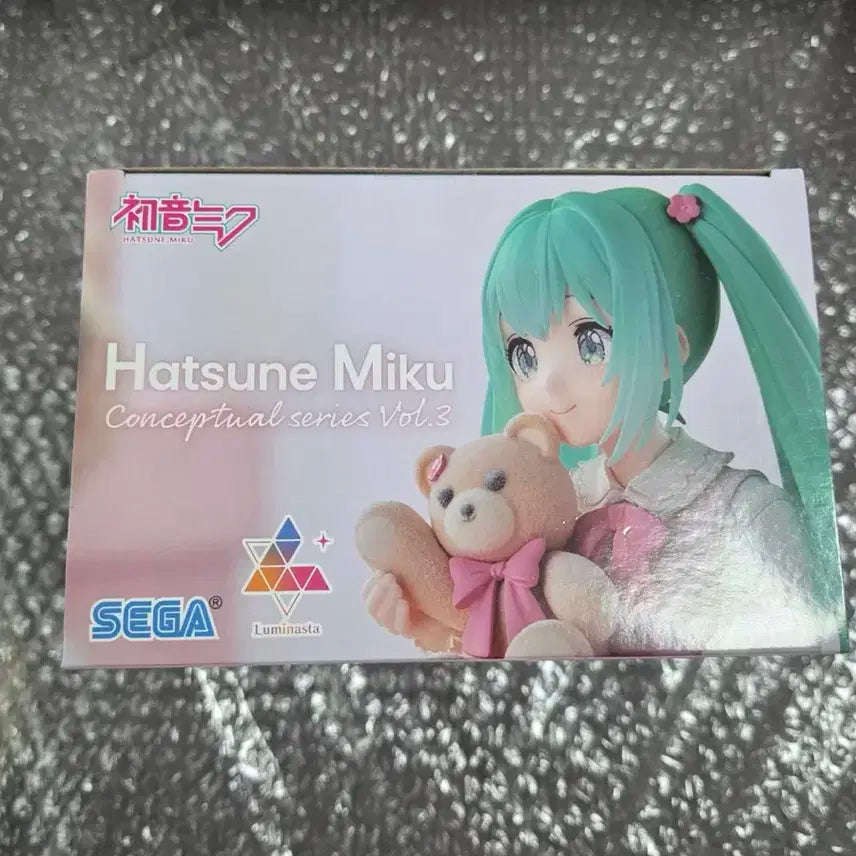 初音ミク
HATSUNE MIKU
Hatsune Miku
Conceptual series Vol.3
SEGA®
Luminasta